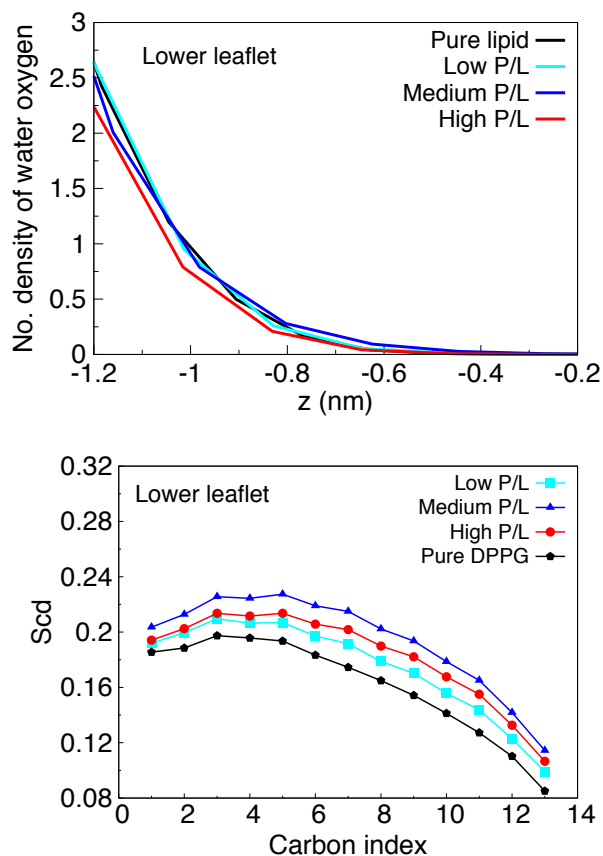 No. density of water oxygen
3
2.5
2
1.5
1
0.5
0
Lower leaflet
Pure lipid
Low P/L
Medium P/L
High P/L
-1.2 -1 -0.8 -0.6 -0.4 -0.2
z (nm)
Scd
0.32
0.28
0.24
0.2
0.16
0.12
0.08
Lower leaflet
Low P/L
Medium P/L
High P/L
Pure DPPG
0 2 4 6 8 10 12 14
Carbon index